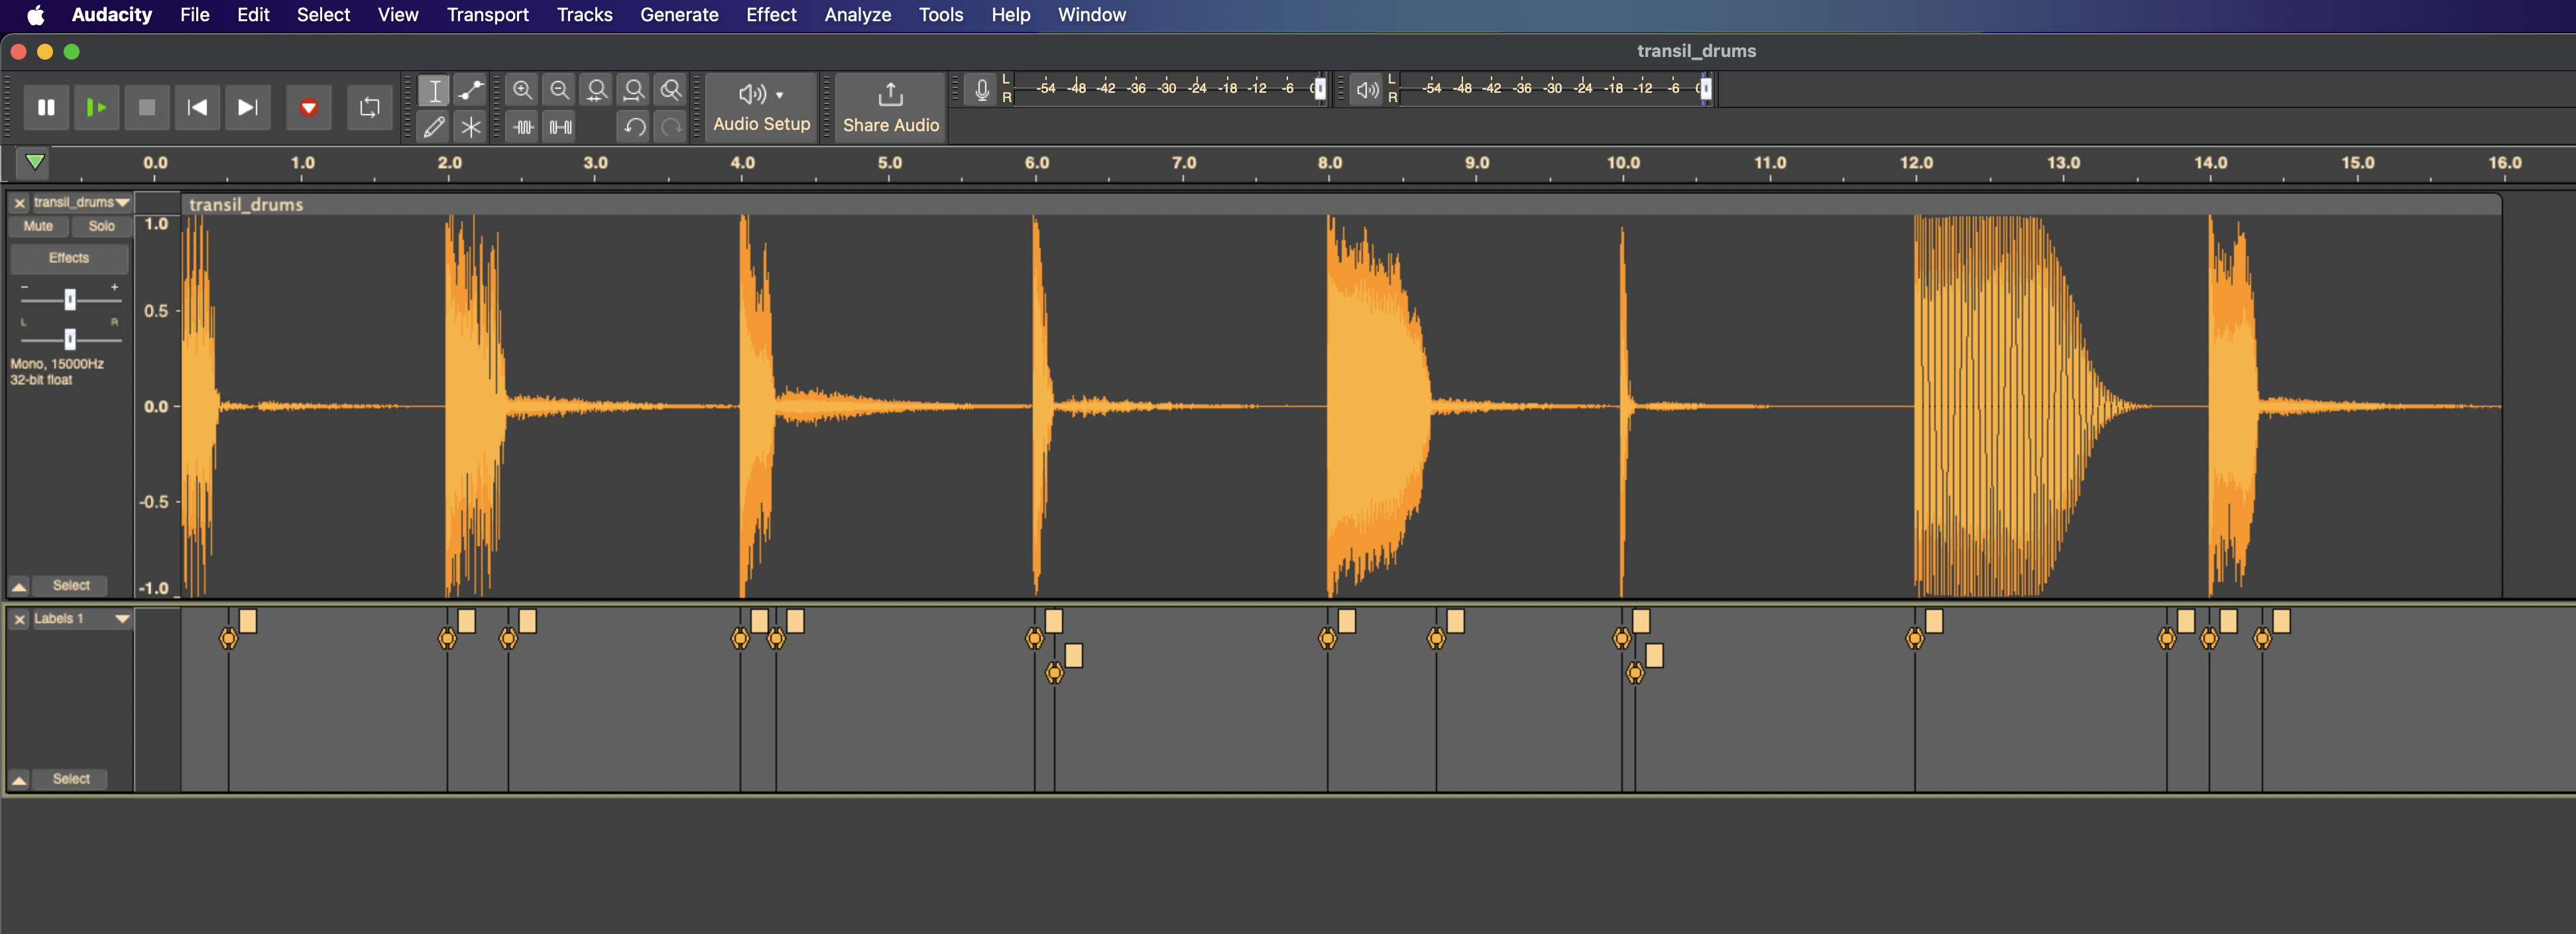 Audacity File Edit Select View Transport Tracks Generate Effect Analyze Tools Help Window
transil_drums
L
R
-54 -48 -42 -36 -30 -24 -18 -12 -6 0
L
R
-54 -48 -42 -36 -30 -24 -18 -12 -6
Audio Setup
Share Audio
0.0 1.0 2.0 3.0 4.0 5.0 6.0 7.0 8.0 9.0 10.0 11.0 12.0 13.0 14.0 15.0 16.0
transil_drums
transil_drums
Mute Solo
Effects
- +
L R
Mono, 15000Hz
32-bit float
Select
1.0
0.5
0.0
-0.5
-1.0
Labels 1
Select